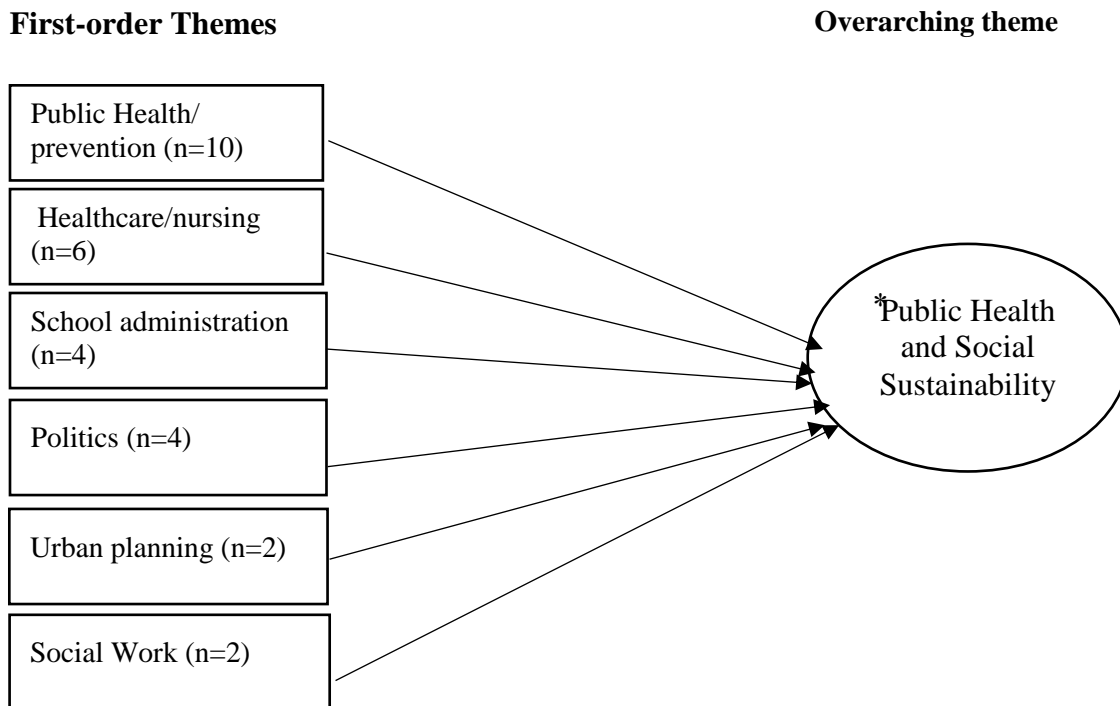 First-order Themes
Overarching theme
Public Health/
prevention (n=10)
Healthcare/nursing
(n=6)
School administration
(n=4)
Politics (n=4)
Urban planning (n=2)
Social Work (n=2)
*Public Health
and Social
Sustainability